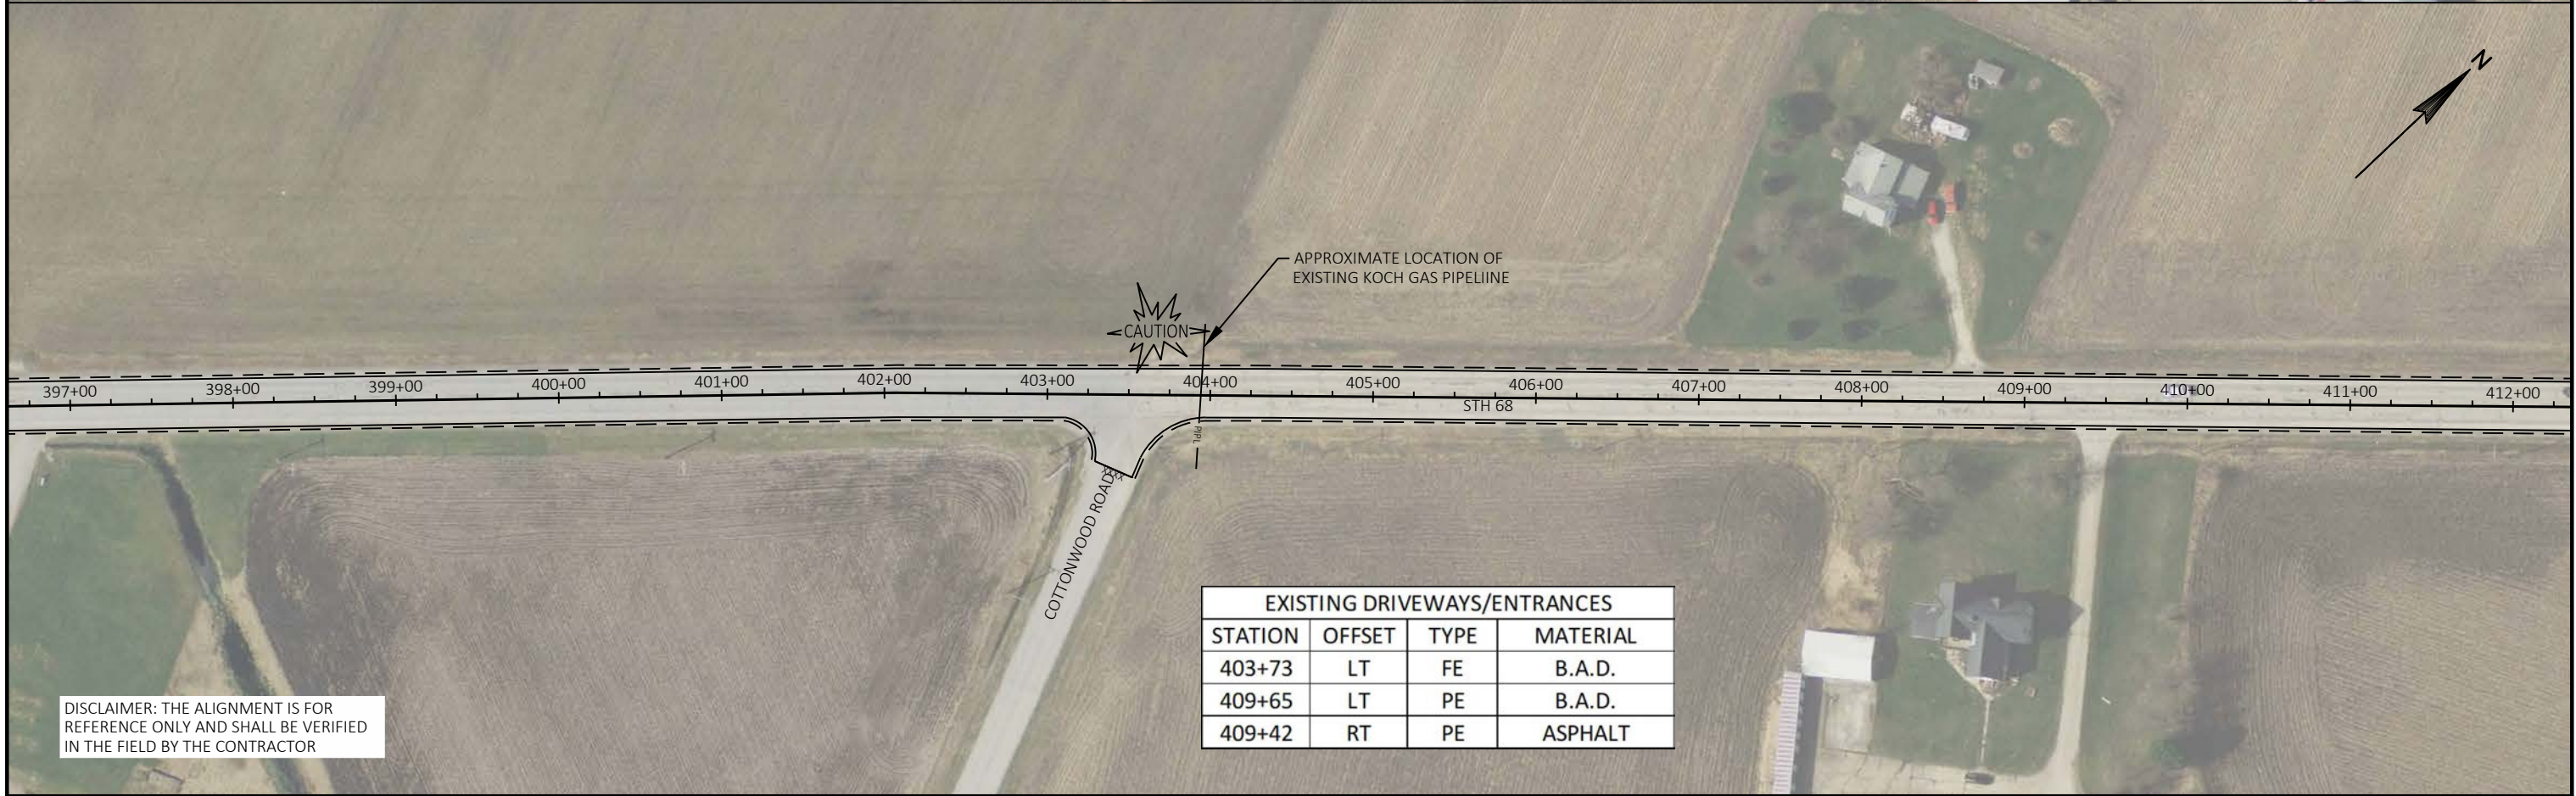 N
APPROXIMATE LOCATION OF
EXISTING KOCH GAS PIPELIINE
CAUTION
397+00 398+00 399+00 400+00 401+00 402+00 403+00 404+00 405+00 406+00 407+00 408+00 409+00 410+00 411+00 412+00
STH 68
PIPL
COTTONWOOD ROAD
EXISTING DRIVEWAYS/ENTRANCES
STATION OFFSET TYPE MATERIAL
403+73 LT FE B.A.D.
409+65 LT PE B.A.D.
409+42 RT PE ASPHALT
DISCLAIMER: THE ALIGNMENT IS FOR
REFERENCE ONLY AND SHALL BE VERIFIED
IN THE FIELD BY THE CONTRACTOR